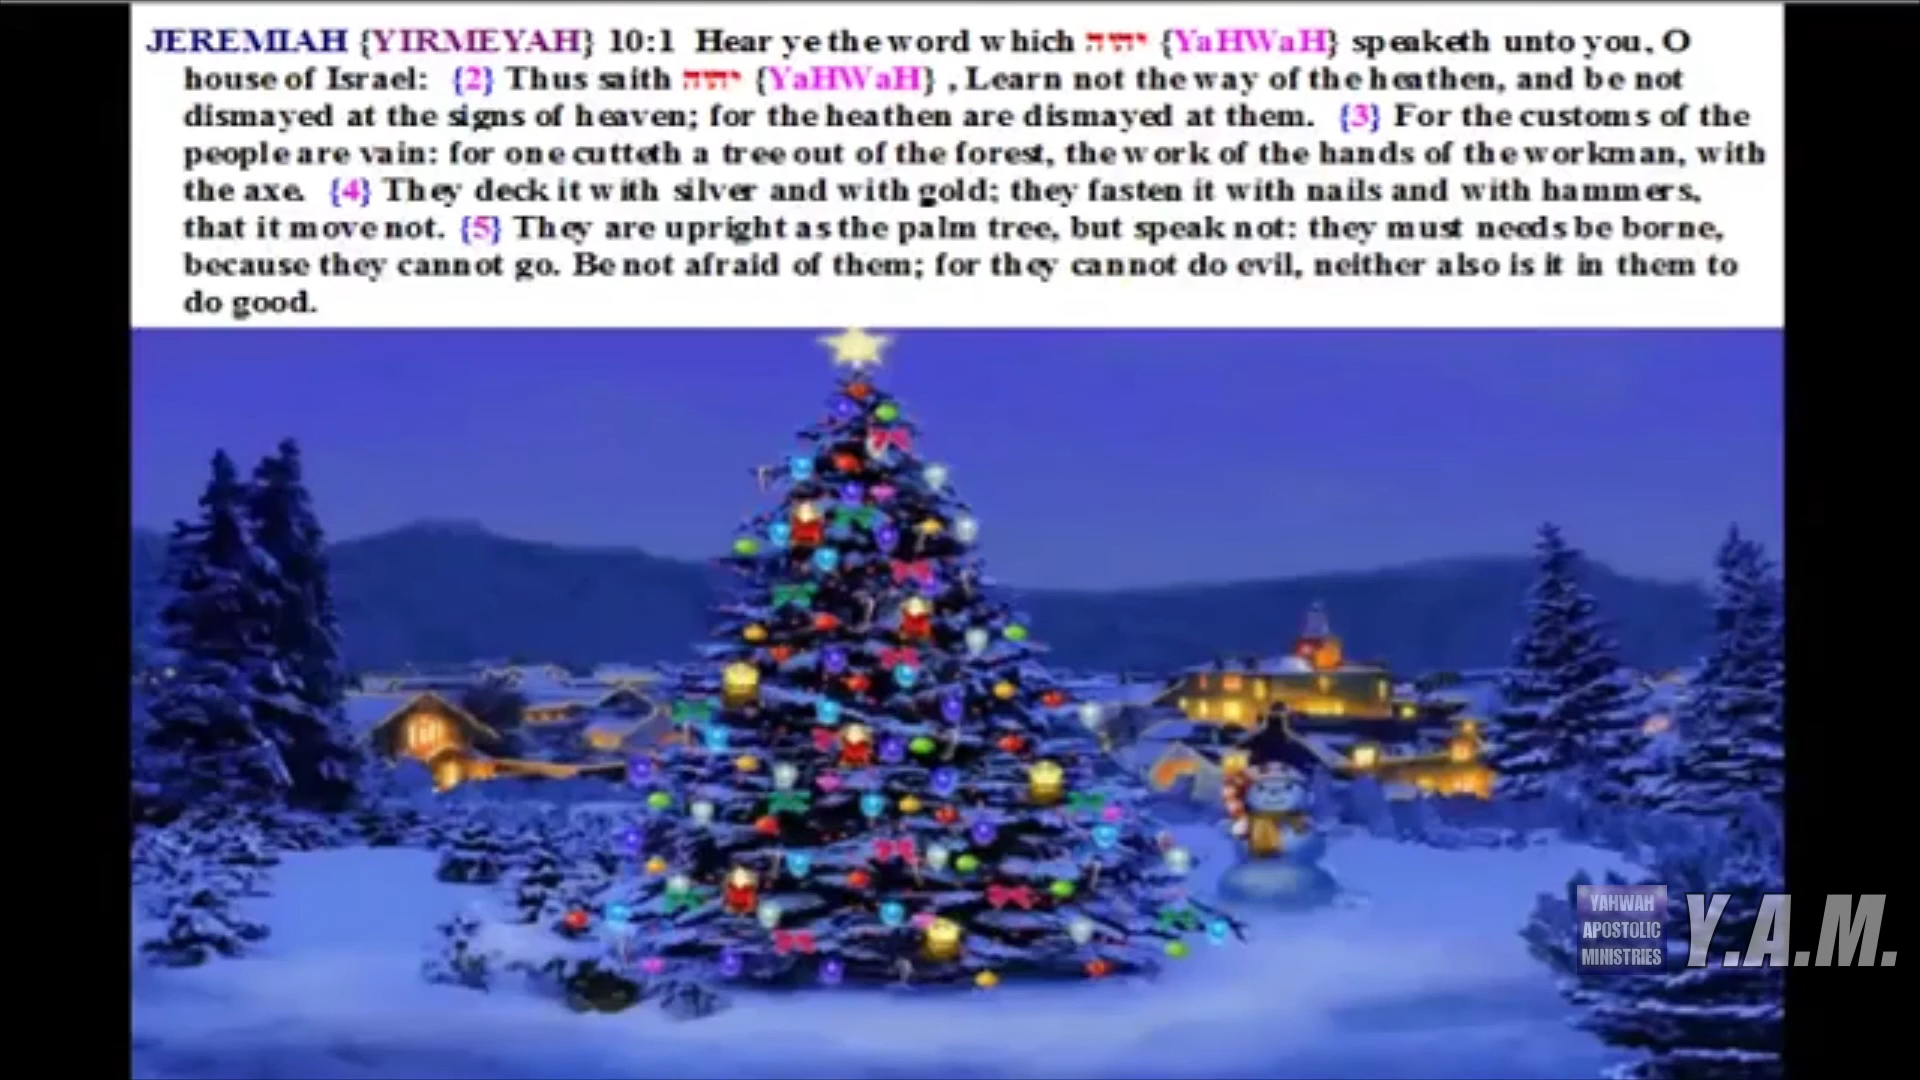 JEREMIAH {YIRMEYAH} 10:1 Hear ye the word which יהוה {YaHWaH} speaketh unto you, O
house of Israel: {2} Thus saith יהוה {YaHWaH} , Learn not the way of the heathen, and be not
dismayed at the signs of heaven; for the heathen are dismayed at them. {3} For the customs of the
people are vain: for one cutteth a tree out of the forest, the work of the hands of the workman, with
the axe. {4} They deck it with silver and with gold; they fasten it with nails and with hammers,
that it move not. {5} They are upright as the palm tree, but speak not: they must needs be borne,
because they cannot go. Be not afraid of them; for they cannot do evil, neither also is it in them to
do good.
YAHWAH
APOSTOLIC
MINISTRIES
Y.A.M.